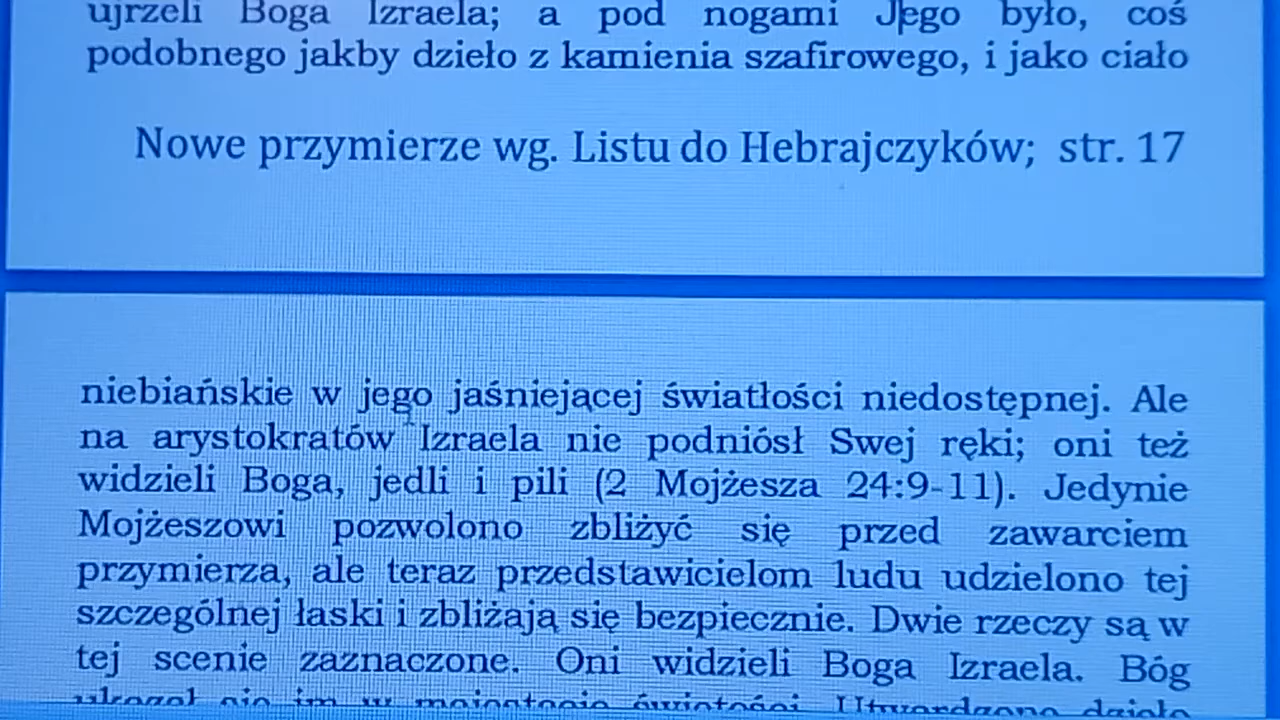 ujrzeli Boga Izraela; a pod nogami Jego było, coś
podobnego jakby dzieło z kamienia szafirowego, i jako ciało
Nowe przymierze wg. Listu do Hebrajczyków; str. 17
niebiańskie w jego jaśniejącej światłości niedostępnej. Ale
na arystokratów Izraela nie podniósł Swej ręki; oni też
widzieli Boga, jedli i pili (2 Mojżesza 24:9-11). Jedynie
Mojżeszowi pozwolono zbliżyć się przed zawarciem
przymierza, ale teraz przedstawicielom ludu udzielono tej
szczególnej łaski i zbliżają się bezpiecznie. Dwie rzeczy są w
tej scenie zaznaczone. Oni widzieli Boga Izraela. Bóg